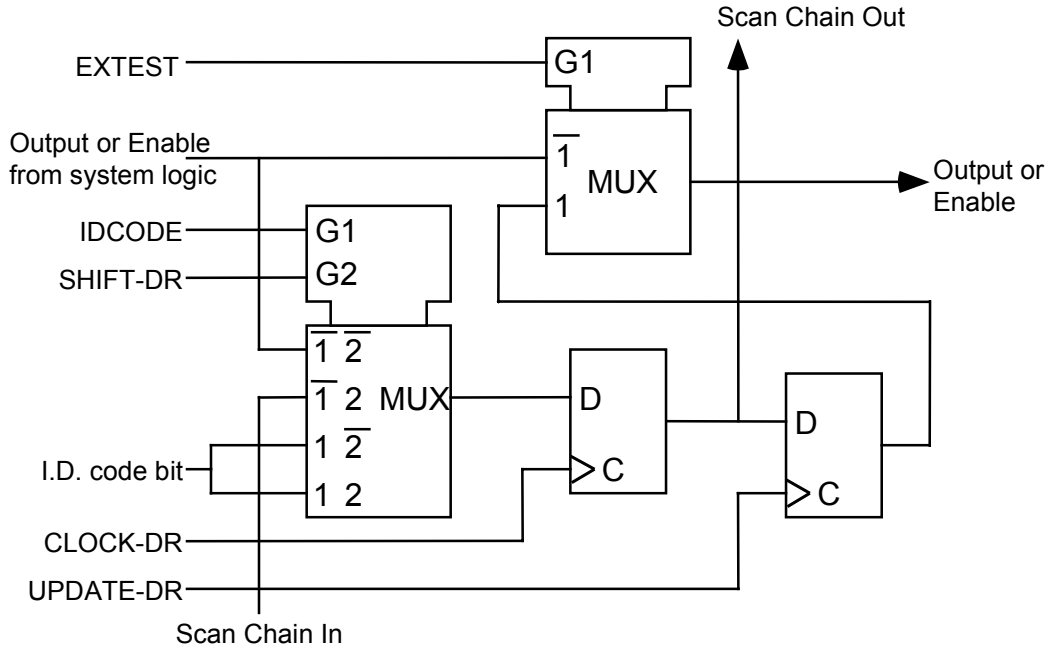 Scan Chain Out
EXTEST
G1
Output or Enable
from system logic
1̅
MUX
1
Output or
Enable
IDCODE
G1
SHIFT-DR
G2
1̅ 2̅
1̅ 2 MUX
1 2̅
1 2
D
C
D
C
I.D. code bit
CLOCK-DR
UPDATE-DR
Scan Chain In